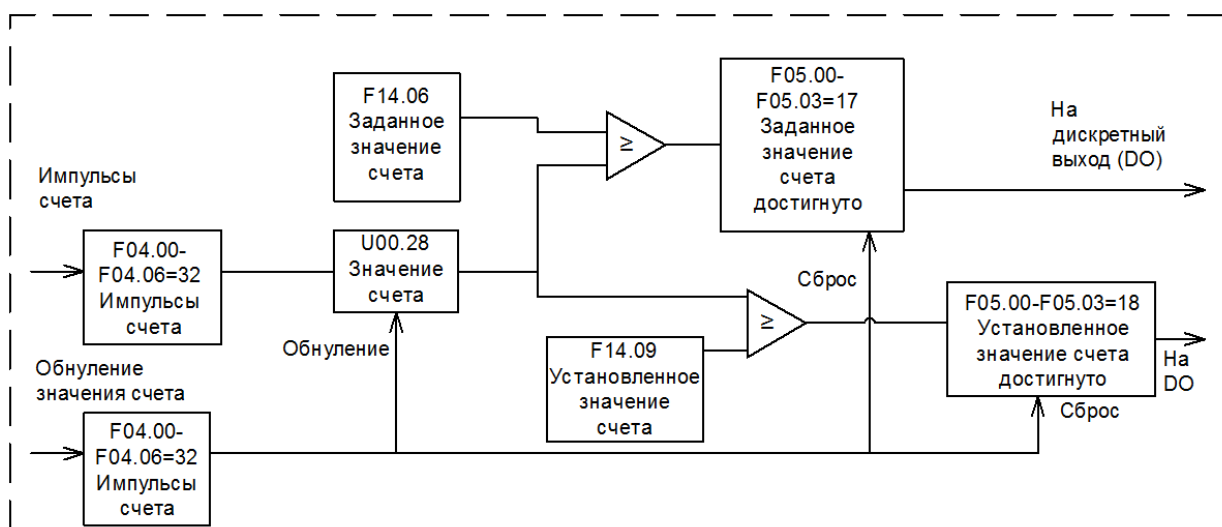 F14.06
Заданное
значение
счета
≥
F05.00-
F05.03=17
Заданное
значение
счета
достигнуто
На
дискретный
выход (DO)
Импульсы
счета
F04.00-
F04.06=32
Импульсы
счета
U00.28
Значение
счета
Сброс
Обнуление
≥
F14.09
Установленное
значение
счета
F05.00-F05.03=18
Установленное
значение счета
достигнуто
На
DO
Сброс
Обнуление
значения счета
F04.00-
F04.06=32
Импульсы
счета